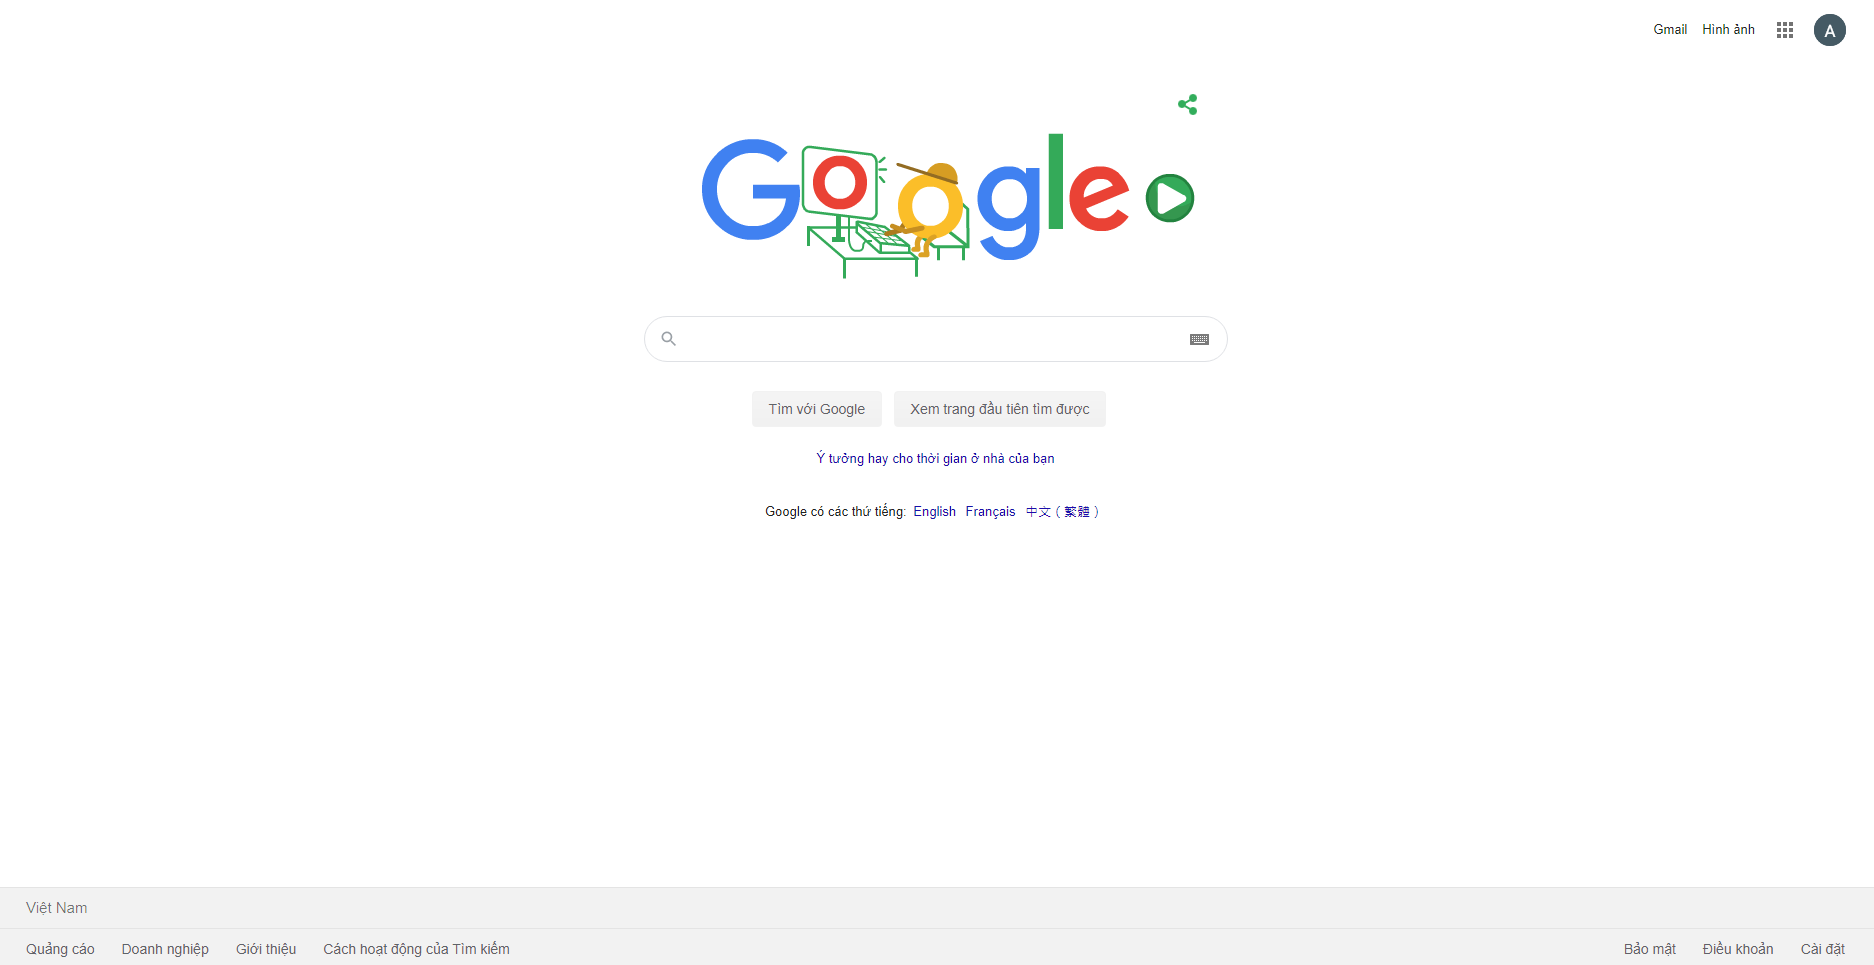 Gmail Hình ảnh A
Google
Tìm với Google Xem trang đầu tiên tìm được
Ý tưởng hay cho thời gian ở nhà của bạn
Google có các thứ tiếng: English Français 中文（繁體）
Việt Nam
Quảng cáo Doanh nghiệp Giới thiệu Cách hoạt động của Tìm kiếm Bảo mật Điều khoản Cài đặt